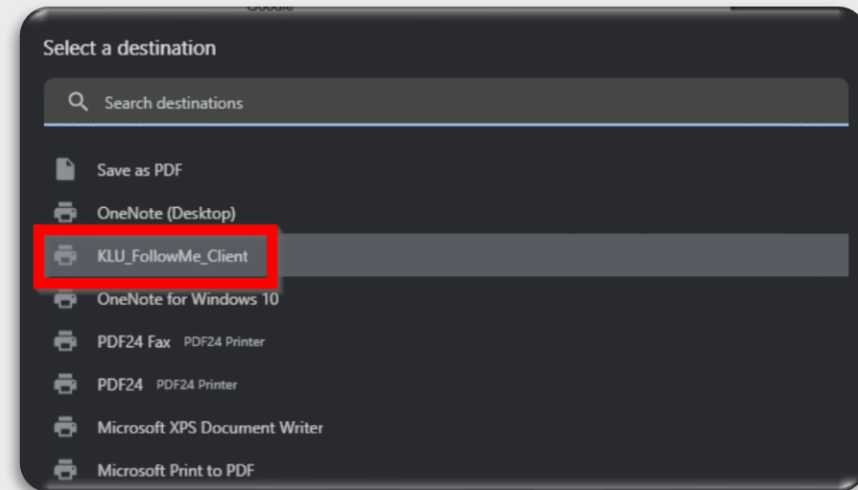 Google
Select a destination
Search destinations
Save as PDF
OneNote (Desktop)
KLU_FollowMe_Client
OneNote for Windows 10
PDF24 Fax PDF24 Printer
PDF24 PDF24 Printer
Microsoft XPS Document Writer
Microsoft Print to PDF